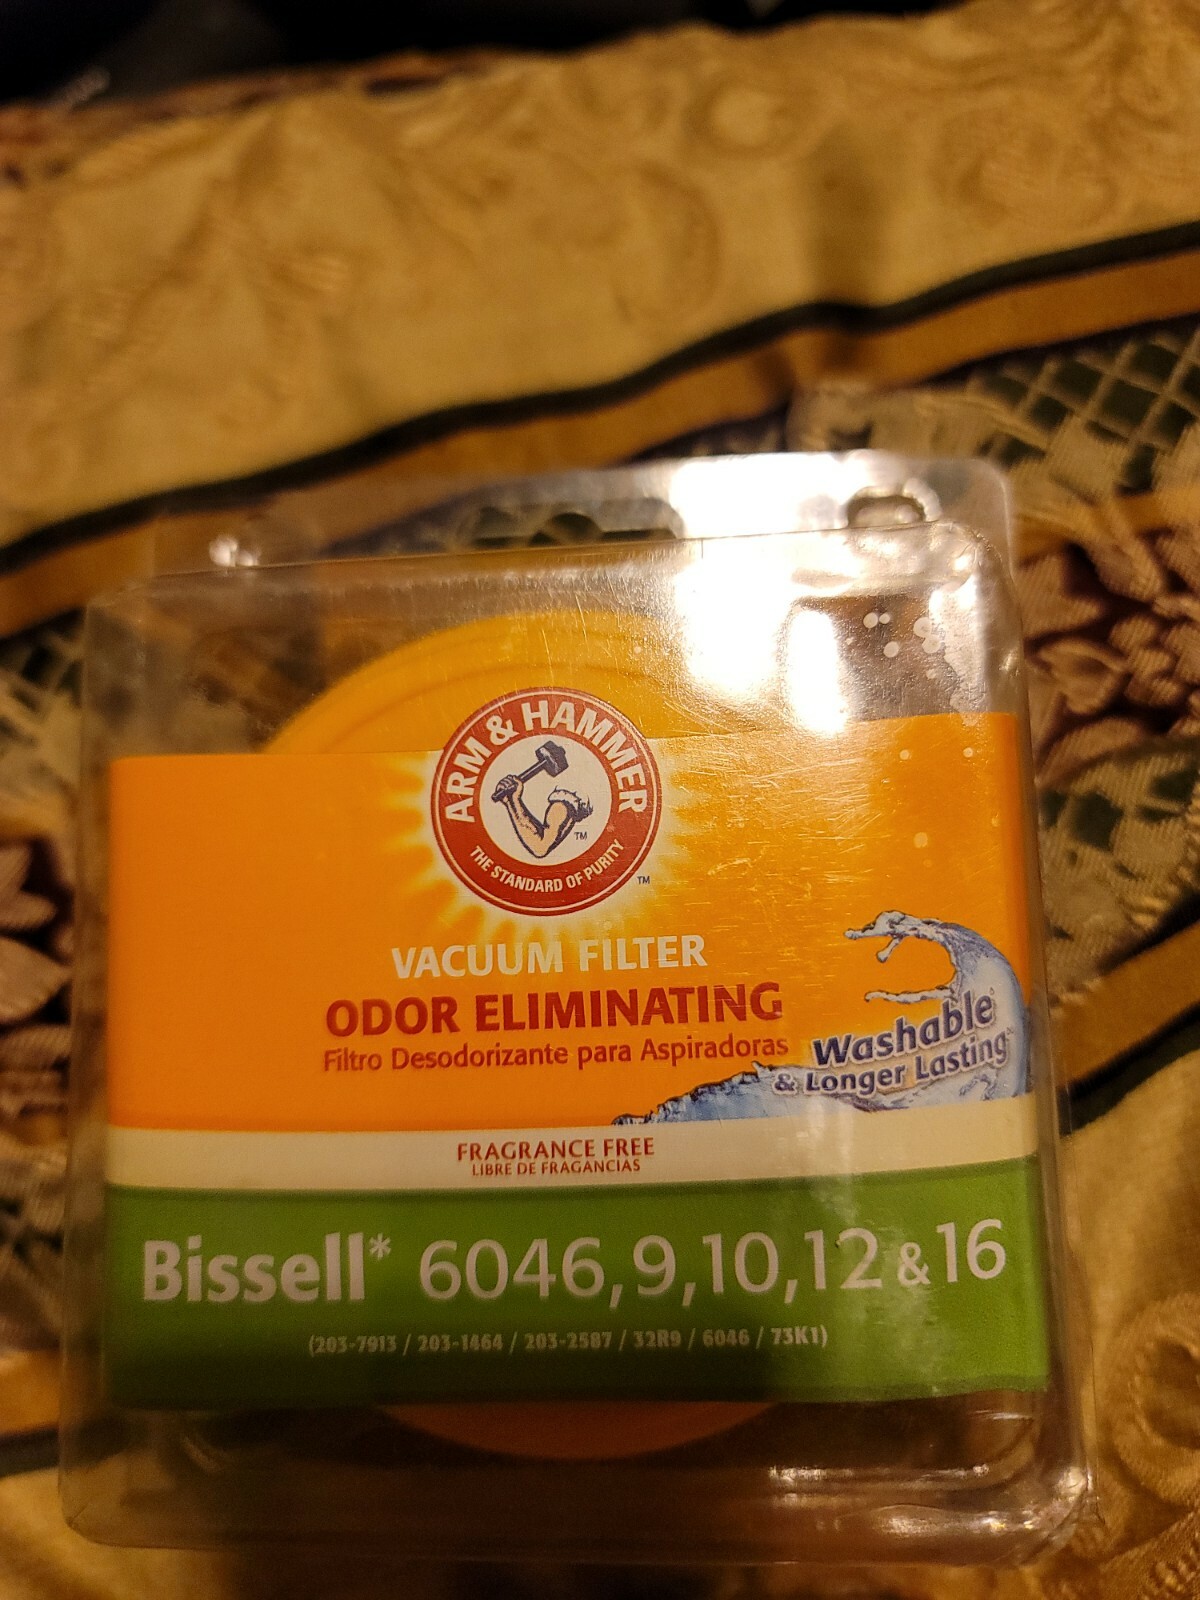 ARM & HAMMER
TM
THE STANDARD OF PURITY
TM
VACUUM FILTER
ODOR ELIMINATING
Filtro Desodorizante para Aspiradoras
Washable
& Longer Lasting
FRAGRANCE FREE
LIBRE DE FRAGANCIAS
Bissell* 6046, 9, 10, 12 & 16
(203-7913 / 203-1464 / 203-2587 / 32R9 / 6046 / 73K1)